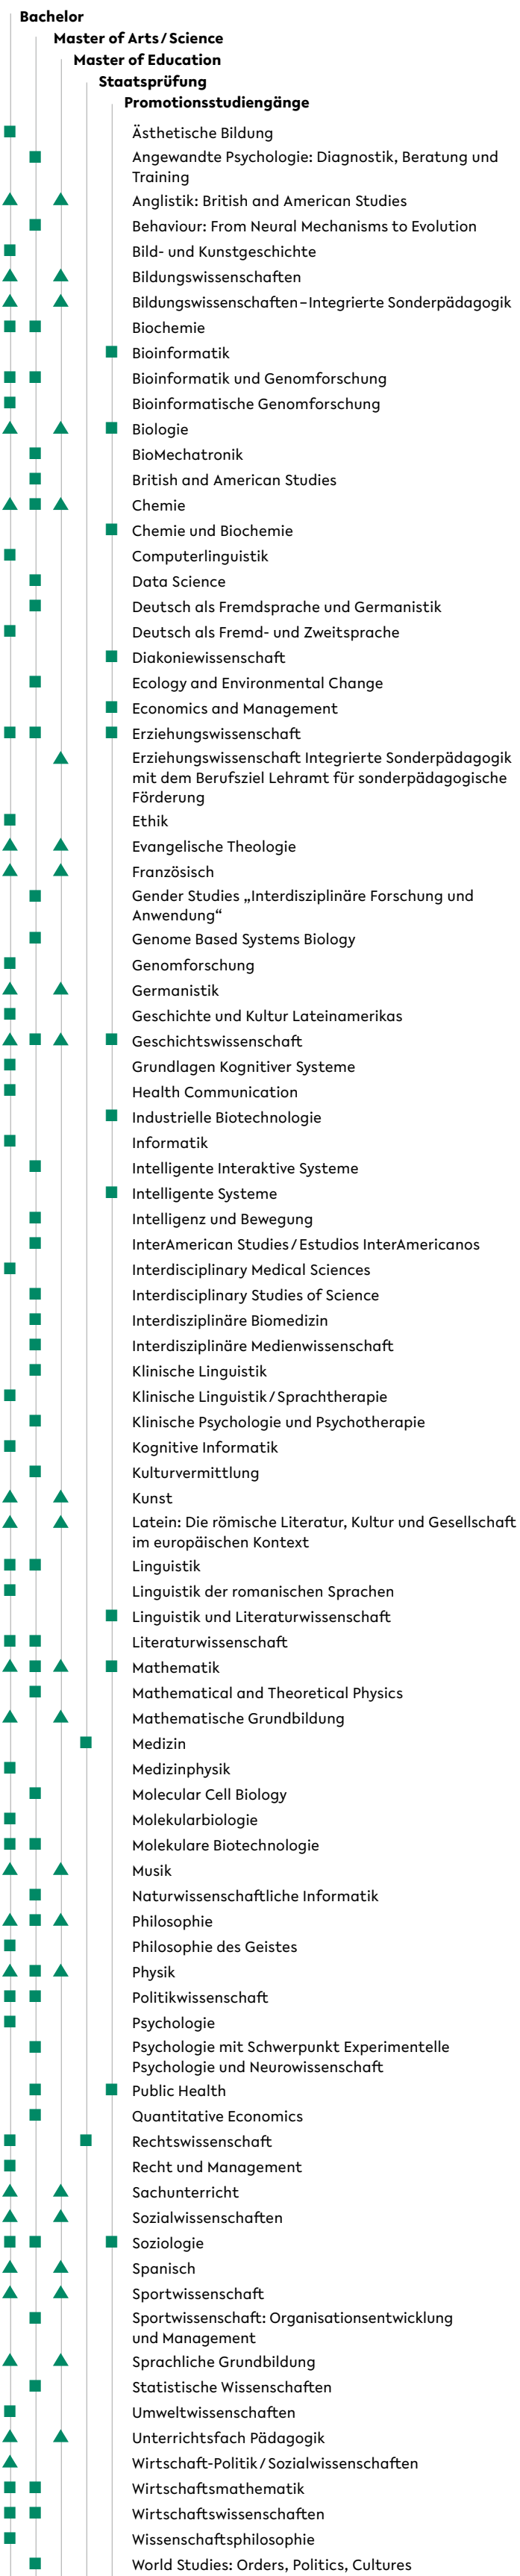 Bachelor
Master of Arts / Science
Master of Education
Staatsprüfung
Promotionsstudiengänge
Ästhetische Bildung
Angewandte Psychologie: Diagnostik, Beratung und
Training
Anglistik: British and American Studies
Behaviour: From Neural Mechanisms to Evolution
Bild- und Kunstgeschichte
Bildungswissenschaften
Bildungswissenschaften – Integrierte Sonderpädagogik
Biochemie
Bioinformatik
Bioinformatik und Genomforschung
Bioinformatische Genomforschung
Biologie
BioMechatronik
British and American Studies
Chemie
Chemie und Biochemie
Computerlinguistik
Data Science
Deutsch als Fremdsprache und Germanistik
Deutsch als Fremd- und Zweitsprache
Diakoniewissenschaft
Ecology and Environmental Change
Economics and Management
Erziehungswissenschaft
Erziehungswissenschaft Integrierte Sonderpädagogik
mit dem Berufsziel Lehramt für sonderpädagogische
Förderung
Ethik
Evangelische Theologie
Französisch
Gender Studies „Interdisziplinäre Forschung und
Anwendung“
Genome Based Systems Biology
Genomforschung
Germanistik
Geschichte und Kultur Lateinamerikas
Geschichtswissenschaft
Grundlagen Kognitiver Systeme
Health Communication
Industrielle Biotechnologie
Informatik
Intelligente Interaktive Systeme
Intelligente Systeme
Intelligenz und Bewegung
InterAmerican Studies / Estudios InterAmericanos
Interdisciplinary Medical Sciences
Interdisciplinary Studies of Science
Interdisziplinäre Biomedizin
Interdisziplinäre Medienwissenschaft
Klinische Linguistik
Klinische Linguistik / Sprachtherapie
Klinische Psychologie und Psychotherapie
Kognitive Informatik
Kulturvermittlung
Kunst
Latein: Die römische Literatur, Kultur und Gesellschaft
im europäischen Kontext
Linguistik
Linguistik der romanischen Sprachen
Linguistik und Literaturwissenschaft
Literaturwissenschaft
Mathematik
Mathematical and Theoretical Physics
Mathematische Grundbildung
Medizin
Medizinphysik
Molecular Cell Biology
Molekularbiologie
Molekulare Biotechnologie
Musik
Naturwissenschaftliche Informatik
Philosophie
Philosophie des Geistes
Physik
Politikwissenschaft
Psychologie
Psychologie mit Schwerpunkt Experimentelle
Psychologie und Neurowissenschaft
Public Health
Quantitative Economics
Rechtswissenschaft
Recht und Management
Sachunterricht
Sozialwissenschaften
Soziologie
Spanisch
Sportwissenschaft
Sportwissenschaft: Organisationsentwicklung
und Management
Sprachliche Grundbildung
Statistische Wissenschaften
Umweltwissenschaften
Unterrichtsfach Pädagogik
Wirtschaft-Politik / Sozialwissenschaften
Wirtschaftsmathematik
Wirtschaftswissenschaften
Wissenschaftsphilosophie
World Studies: Orders, Politics, Cultures